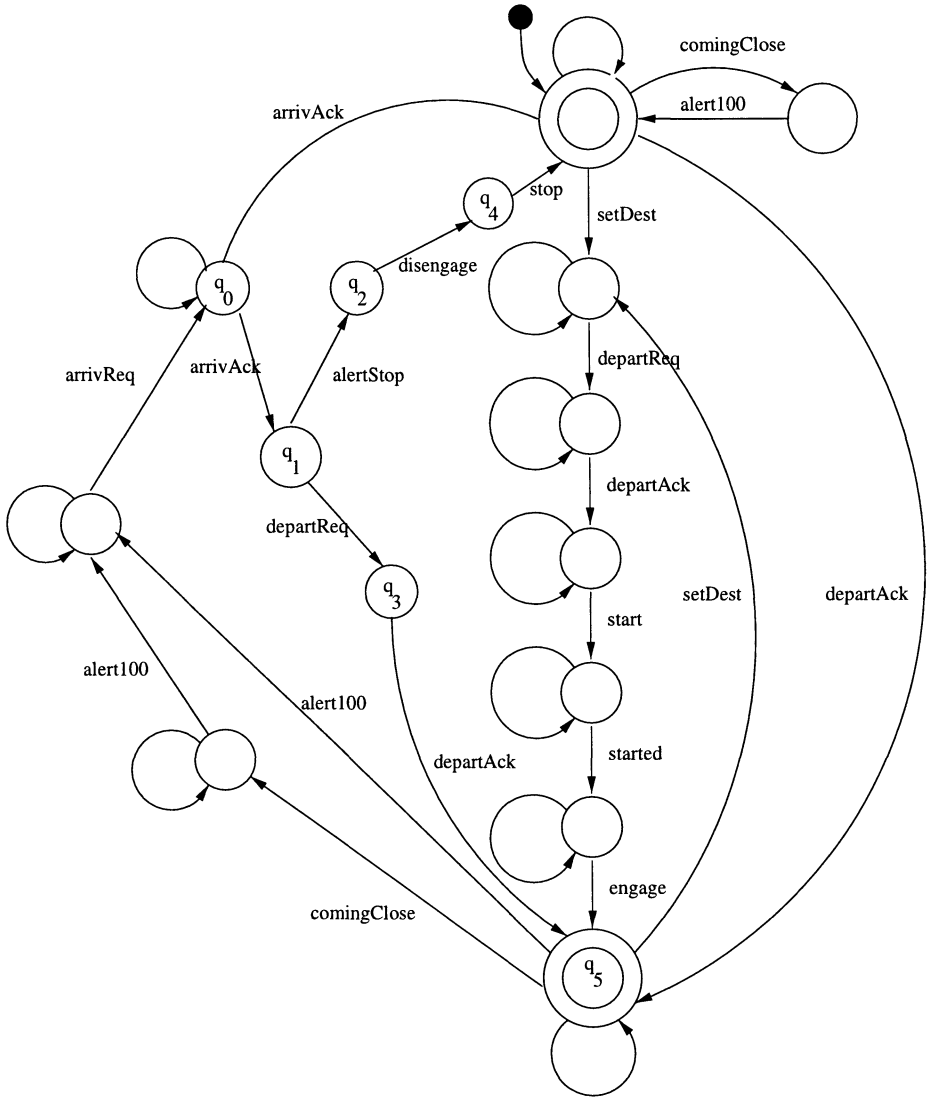 comingClose
alert100
arrivAck
stop
q4
setDest
disengage
q0
q2
departReq
arrivAck
alertStop
arrivReq
q1
departAck
departReq
q3
setDest
departAck
start
alert100
alert100
started
departAck
engage
comingClose
q5